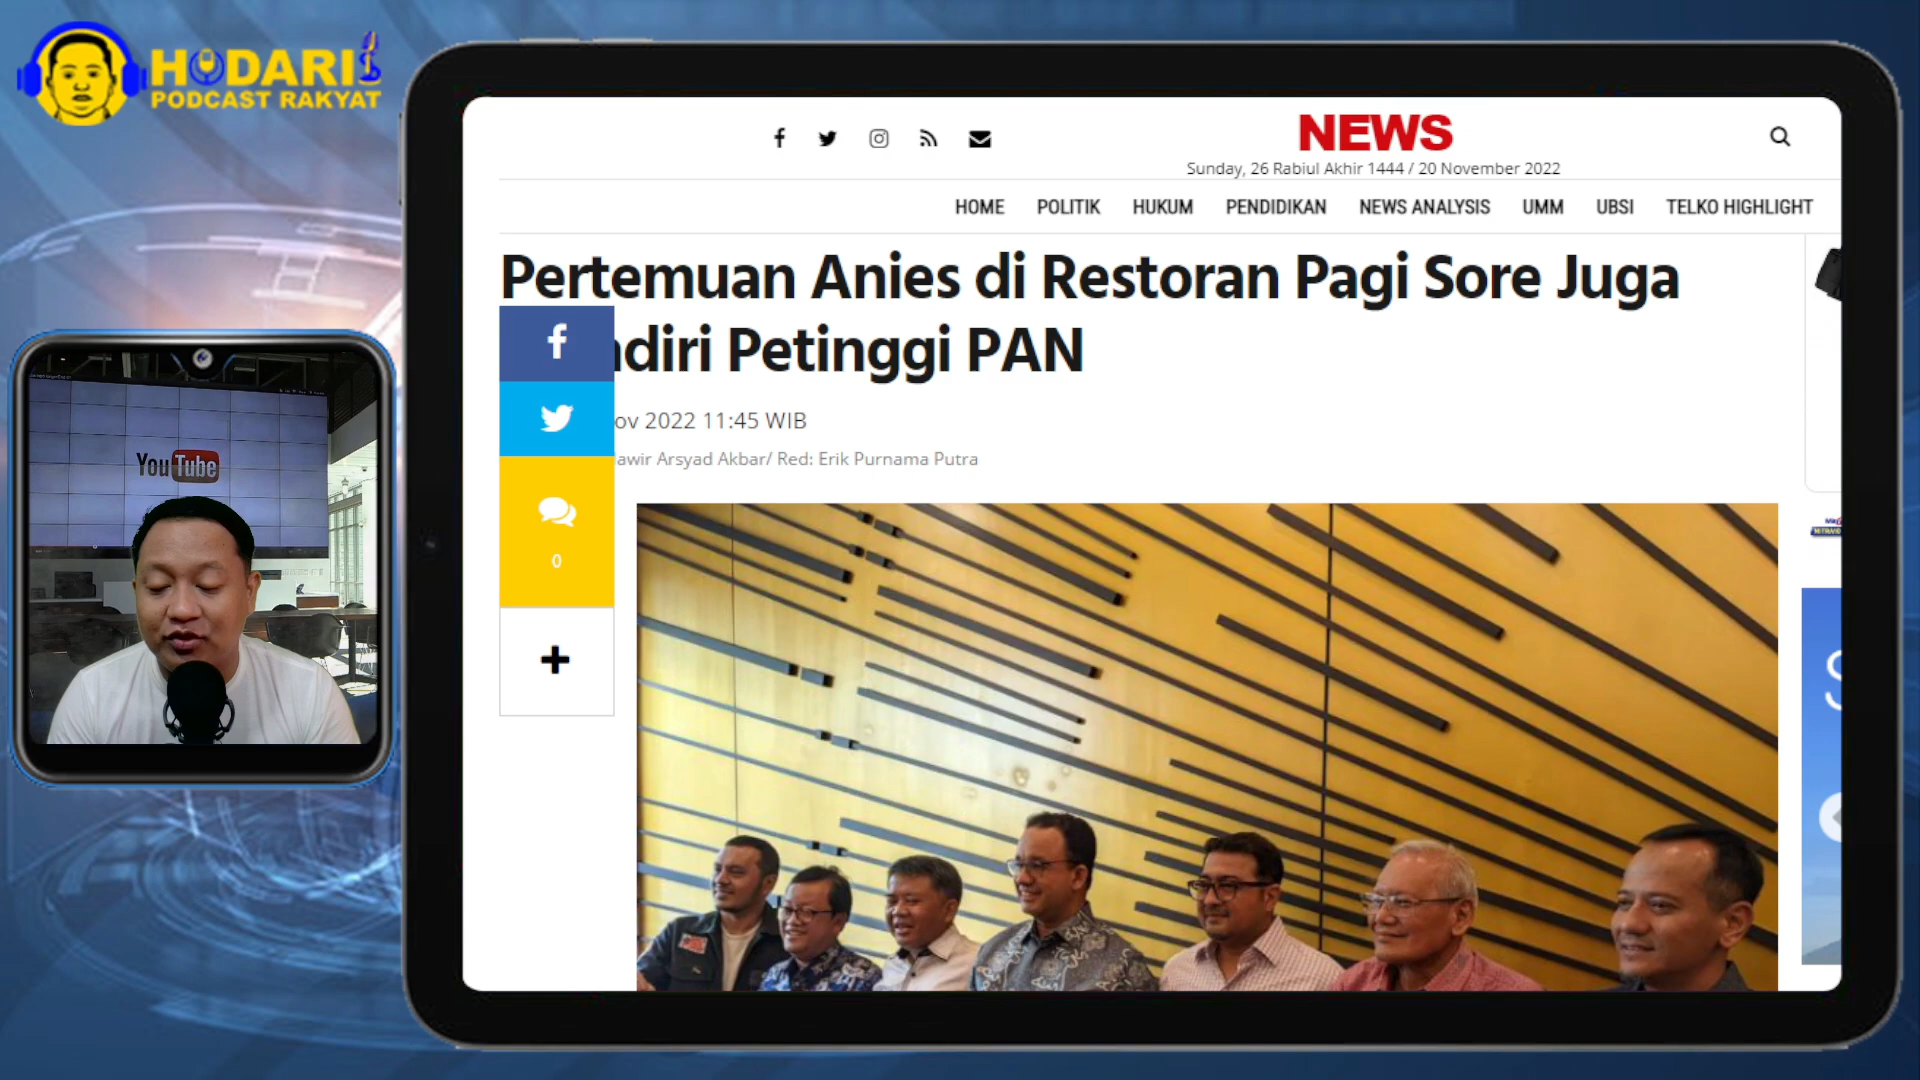 HODARI
PODCAST RAKYAT
YouTube
NEWS
Sunday, 26 Rabiul Akhir 1444 / 20 November 2022
HOME POLITIK HUKUM PENDIDIKAN NEWS ANALYSIS UMM UBSI TELKO HIGHLIGHT
Pertemuan Anies di Restoran Pagi Sore Juga
diri Petinggi PAN
ov 2022 11:45 WIB
awir Arsyad Akbar/ Red: Erik Purnama Putra
0